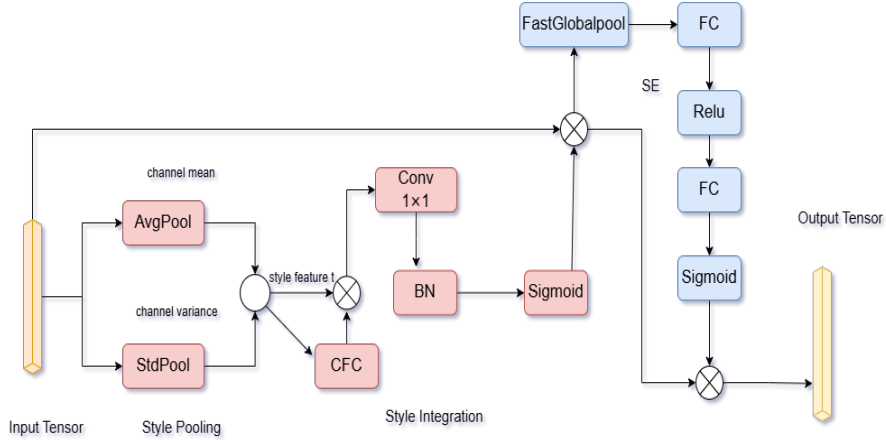 FastGlobalpool
FC
SE
Relu
channel mean
Conv
1×1
FC
AvgPool
Output Tensor
style feature t
Sigmoid
BN
Sigmoid
channel variance
StdPool
CFC
Input Tensor
Style Pooling
Style Integration